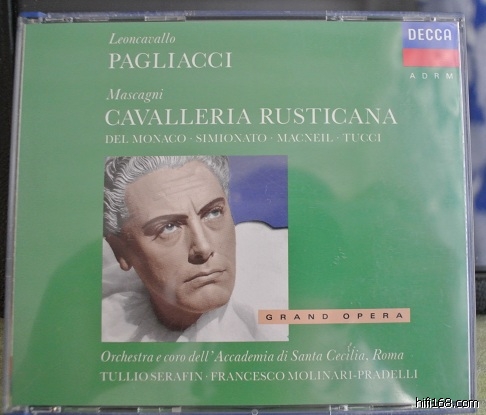 Leoncavallo
PAGLIACCI
DECCA
ADRM
Mascagni
CAVALLERIA RUSTICANA
DEL MONACO · SIMIONATO · MACNEIL · TUCCI
GRAND OPERA
Orchestra e coro dell'Accademia di Santa Cecilia, Roma
TULLIO SERAFIN · FRANCESCO MOLINARI-PRADELLI
hifi168.com